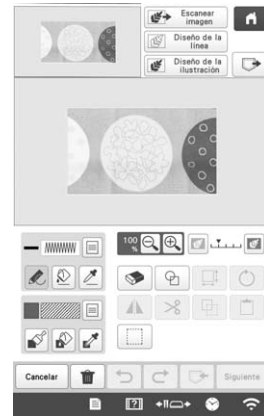 Escanear
imagen
Diseño de la
línea
Diseño de la
ilustración
100
%
Cancelar
Siguiente